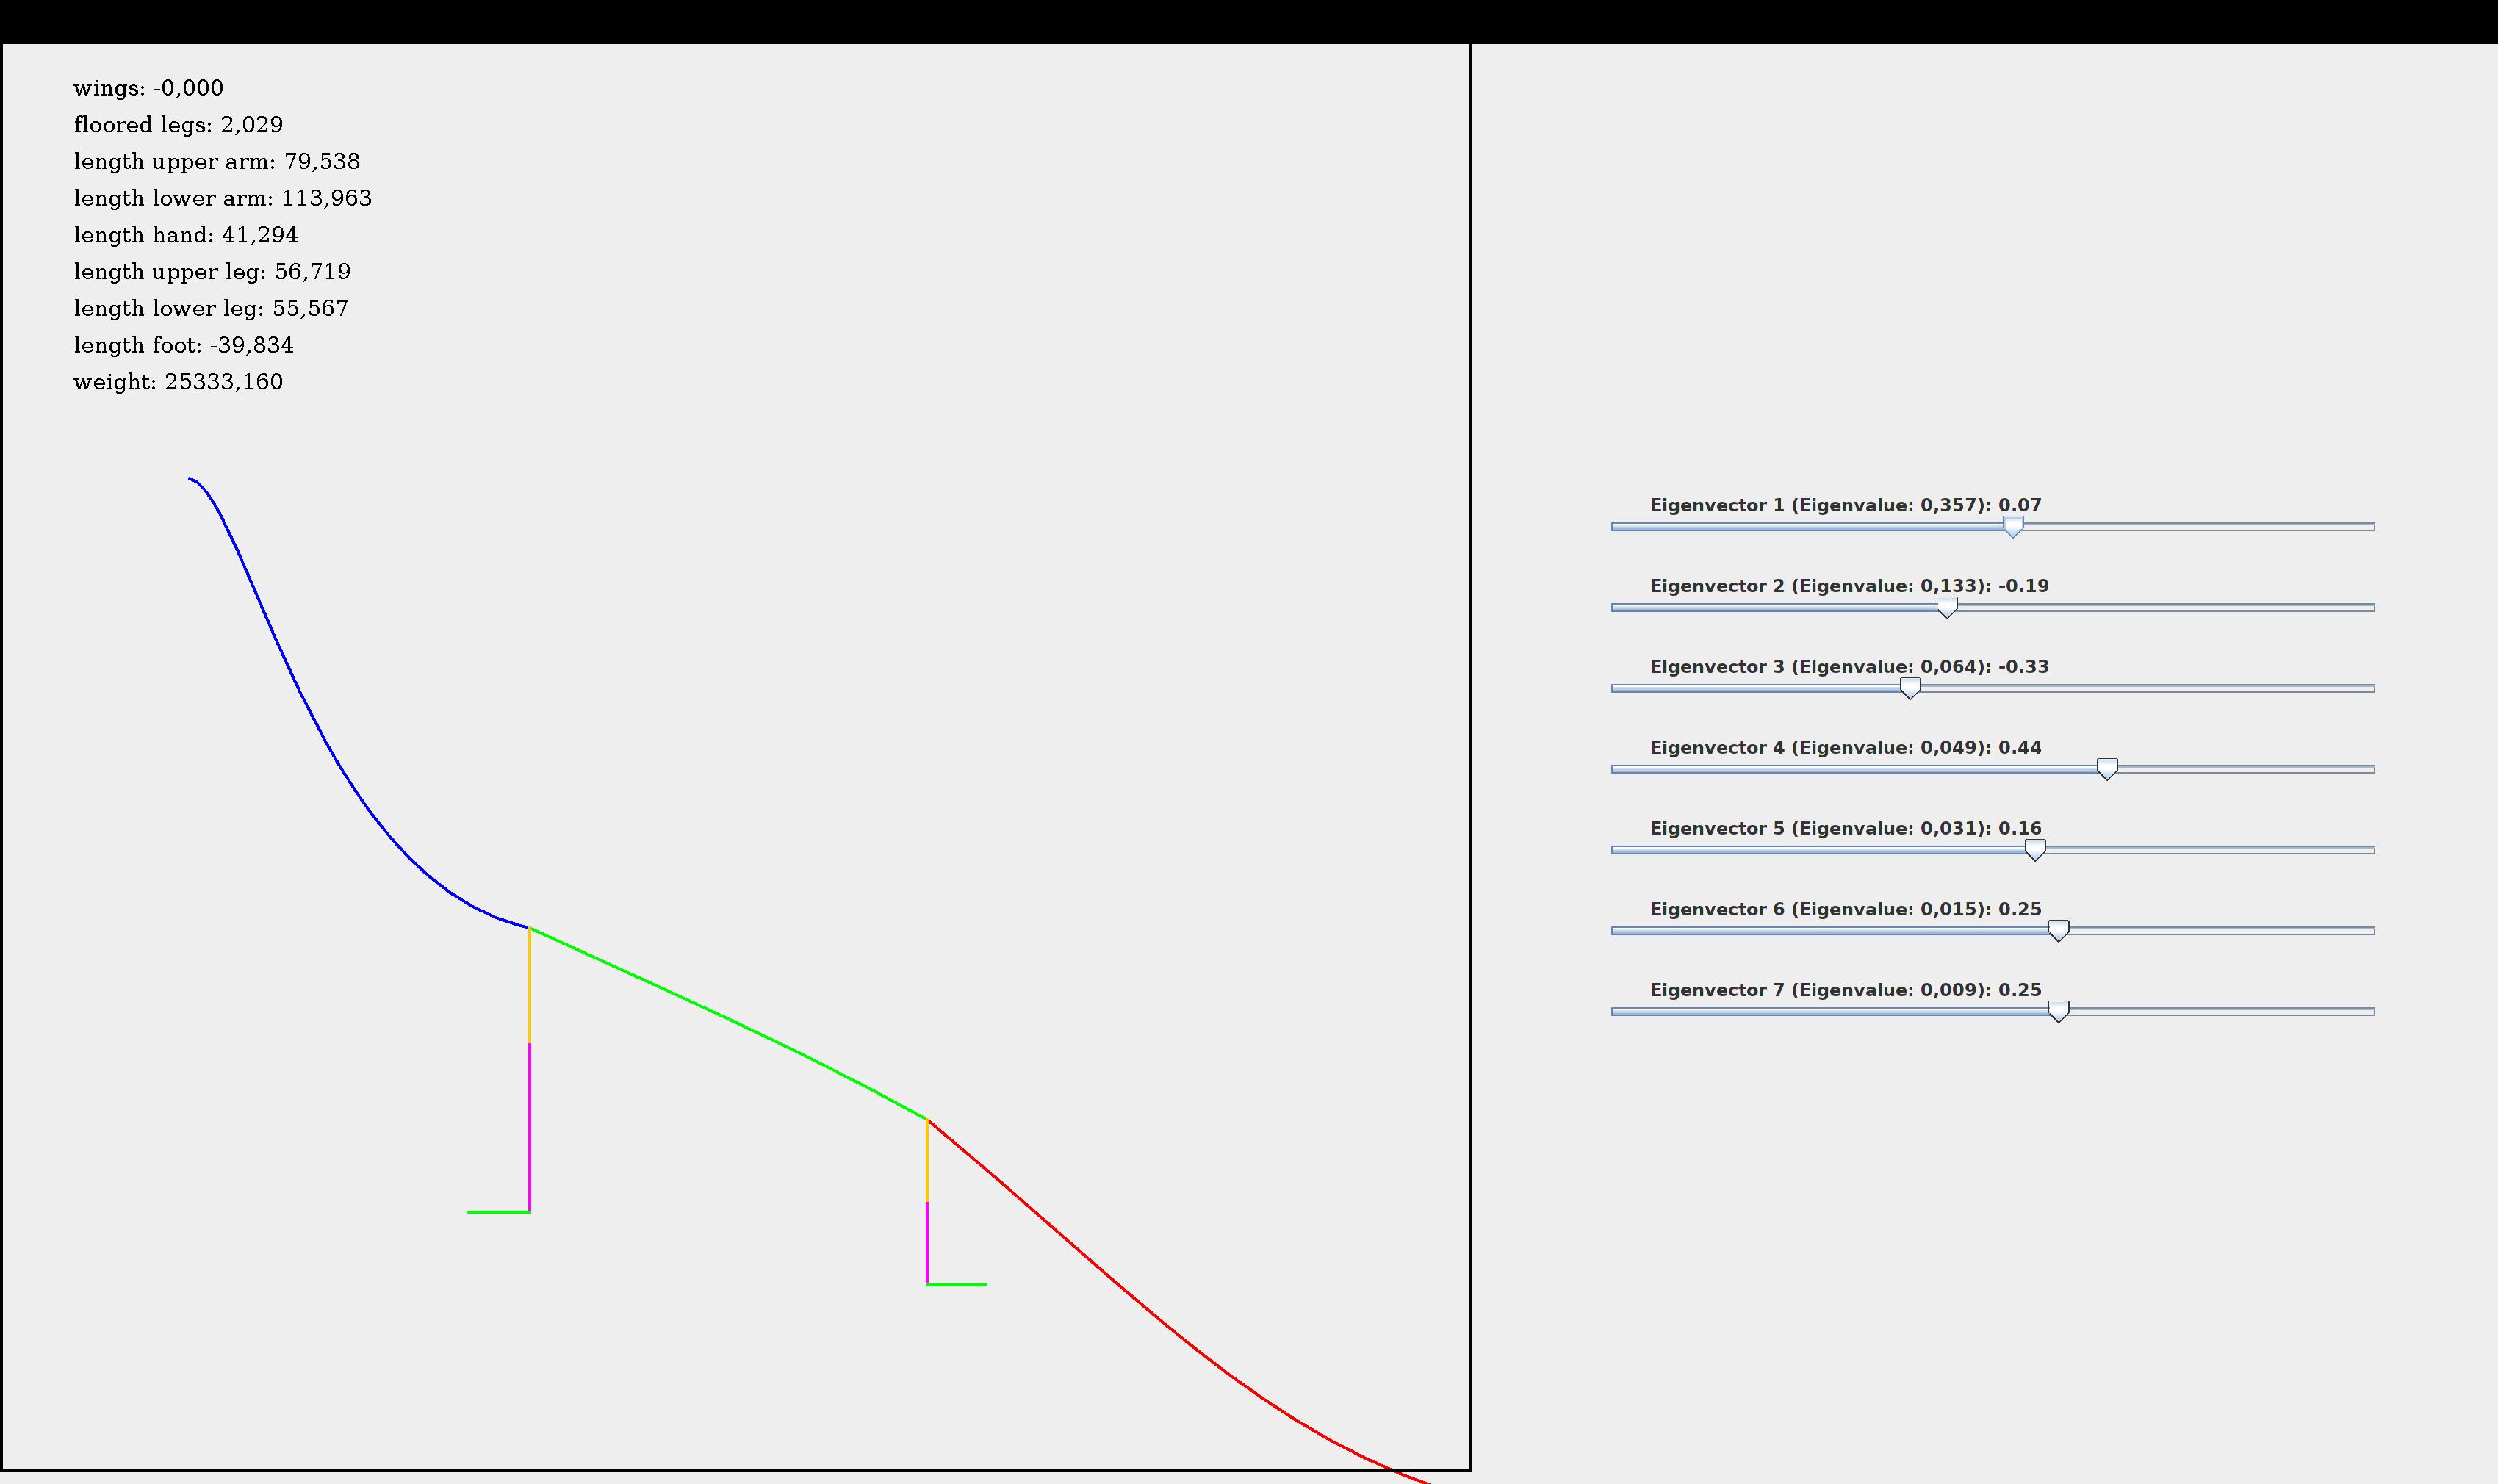 wings: -0,000
floored legs: 2,029
length upper arm: 79,538
length lower arm: 113,963
length hand: 41,294
length upper leg: 56,719
length lower leg: 55,567
length foot: -39,834
weight: 25333,160
Eigenvector 1 (Eigenvalue: 0,357): 0.07
Eigenvector 2 (Eigenvalue: 0,133): -0.19
Eigenvector 3 (Eigenvalue: 0,064): -0.33
Eigenvector 4 (Eigenvalue: 0,049): 0.44
Eigenvector 5 (Eigenvalue: 0,031): 0.16
Eigenvector 6 (Eigenvalue: 0,015): 0.25
Eigenvector 7 (Eigenvalue: 0,009): 0.25